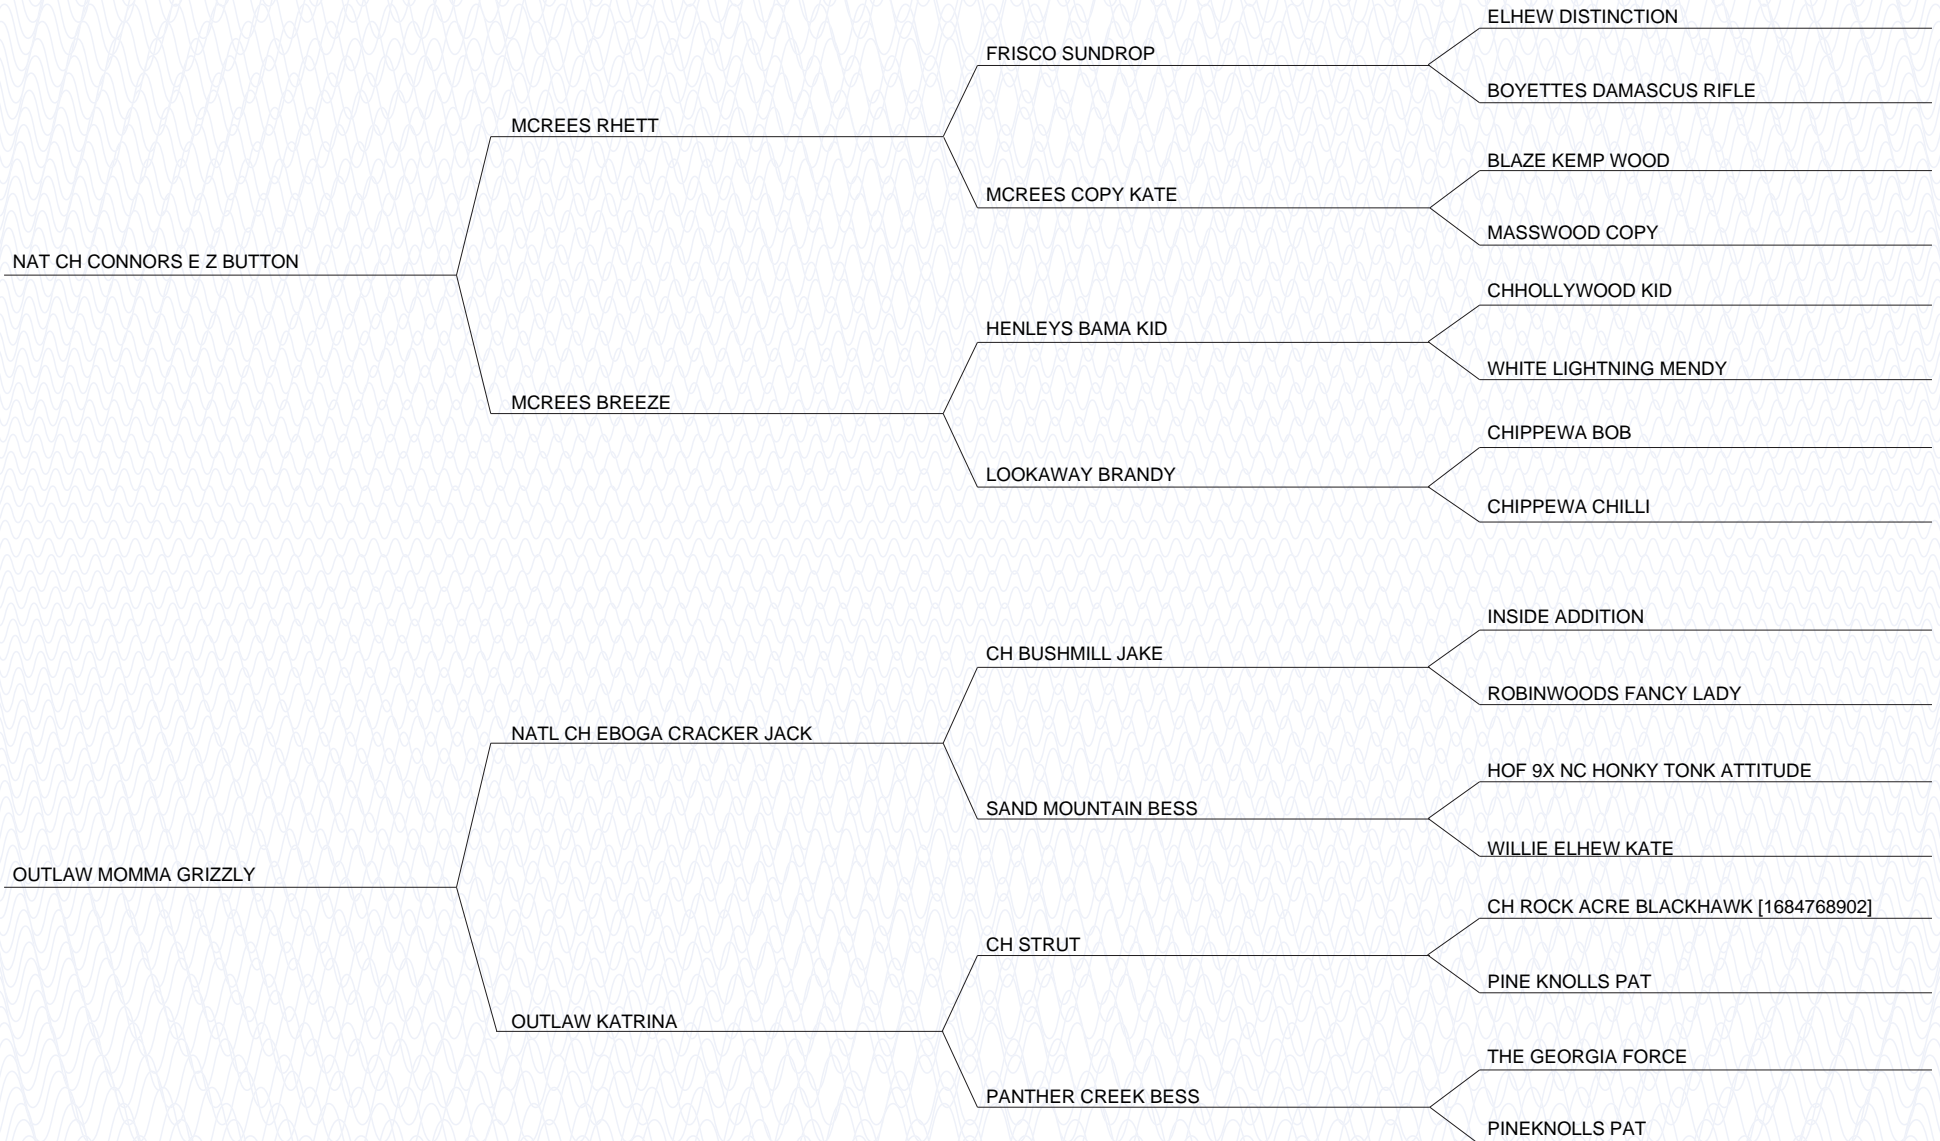 ELHEW DISTINCTION
FRISCO SUNDROP
BOYETTES DAMASCUS RIFLE
MCREES RHETT
BLAZE KEMP WOOD
MCREES COPY KATE
MASSWOOD COPY
NAT CH CONNORS E Z BUTTON
CHHOLLYWOOD KID
HENLEYS BAMA KID
WHITE LIGHTNING MENDY
MCREES BREEZE
CHIPPEWA BOB
LOOKAWAY BRANDY
CHIPPEWA CHILLI
INSIDE ADDITION
CH BUSHMILL JAKE
ROBINWOODS FANCY LADY
NATL CH EBOGA CRACKER JACK
HOF 9X NC HONKY TONK ATTITUDE
SAND MOUNTAIN BESS
WILLIE ELHEW KATE
OUTLAW MOMMA GRIZZLY
CH ROCK ACRE BLACKHAWK [1684768902]
CH STRUT
PINE KNOLLS PAT
OUTLAW KATRINA
THE GEORGIA FORCE
PANTHER CREEK BESS
PINEKNOLLS PAT